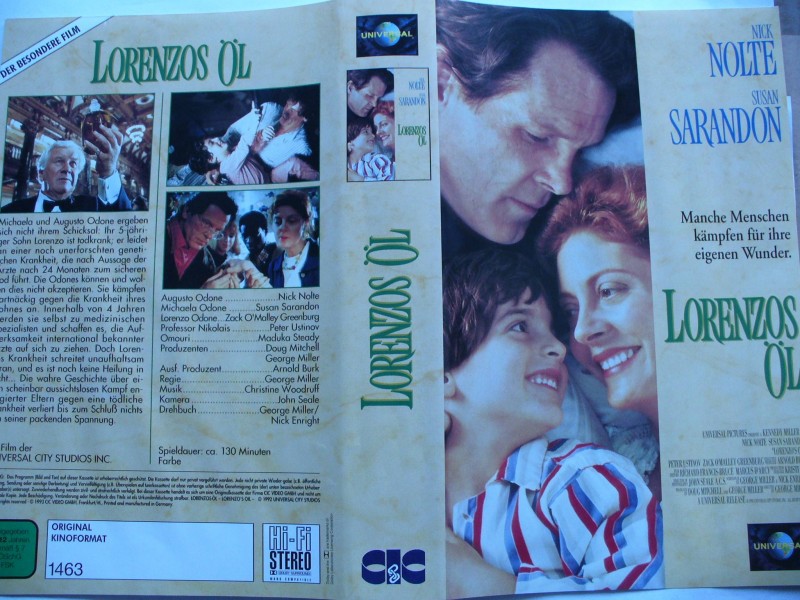 DER BESONDERE FILM
LORENZOS ÖL
Michaela und Augusto Odone ergeben
sich nicht ihrem Schicksal: Ihr 5-jähri-
ger Sohn Lorenzo ist todkrank; er leidet
an einer noch unerforschten geneti-
schen Krankheit, die nach Aussage der
Ärzte nach 24 Monaten zum sicheren
Tod führt. Die Odones können und wol-
len dies nicht akzeptieren. Sie kämpfen
hartnäckig gegen die Krankheit ihres
Sohnes an. Innerhalb von 4 Jahren
werden sie selbst zu medizinischen
Spezialisten und schaffen es, die Auf-
merksamkeit international bekannter
Ärzte auf sich zu ziehen. Doch Loren-
zos Krankheit schreitet unaufhaltsam
voran, und es ist noch keine Heilung in
Sicht... Die wahre Geschichte über ei-
nen scheinbar aussichtslosen Kampf en-
gagierter Eltern gegen eine tödliche
Krankheit verliert bis zum Schluß nichts
von seiner packenden Spannung.
Film der
UNIVERSAL CITY STUDIOS INC.
Augusto Odone Nick Nolte
Michaela Odone Susan Sarandon
Lorenzo Odone Zack O'Malley Greenburg
Professor Nikolais Peter Ustinov
Omouri Maduka Steady
Produzenten Doug Mitchell
George Miller
Ausf. Produzent Arnold Burk
Regie George Miller
Musik Christine Woodruff
Kamera John Seale
Drehbuch George Miller/
Nick Enright
Spieldauer: ca. 130 Minuten
Farbe
ORIGINAL
KINOFORMAT
1463
Hi-Fi
STEREO
DOLBY SURROUND
UNIVERSAL
NICK
NOLTE
SUSAN
SARANDON
LORENZOS
ÖL
LORENZOS ÖL
CIC
NICK
NOLTE
SUSAN
SARANDON
Manche Menschen
kämpfen für ihre
eigenen Wunder.
LORENZOS
ÖL
UNIVERSAL